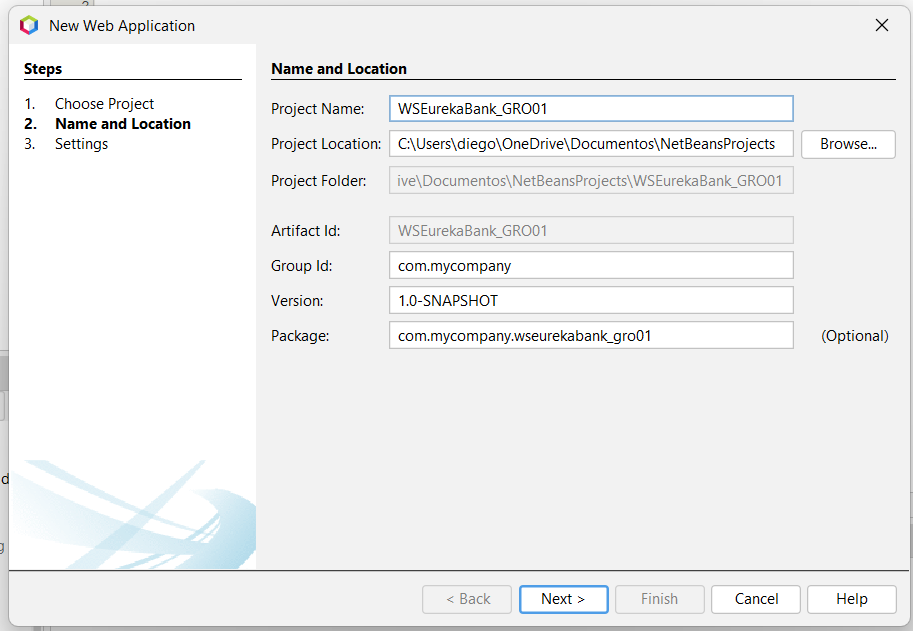 New Web Application
Steps
1. Choose Project
2. Name and Location
3. Settings
Name and Location
Project Name: WSEurekaBank_GRO01
Project Location: C:\Users\diego\OneDrive\Documentos\NetBeansProjects Browse...
Project Folder: ive\Documentos\NetBeansProjects\WSEurekaBank_GRO01
Artifact Id: WSEurekaBank_GRO01
Group Id: com.mycompany
Version: 1.0-SNAPSHOT
Package: com.mycompany.wseurekabank_gro01 (Optional)
< Back Next > Finish Cancel Help